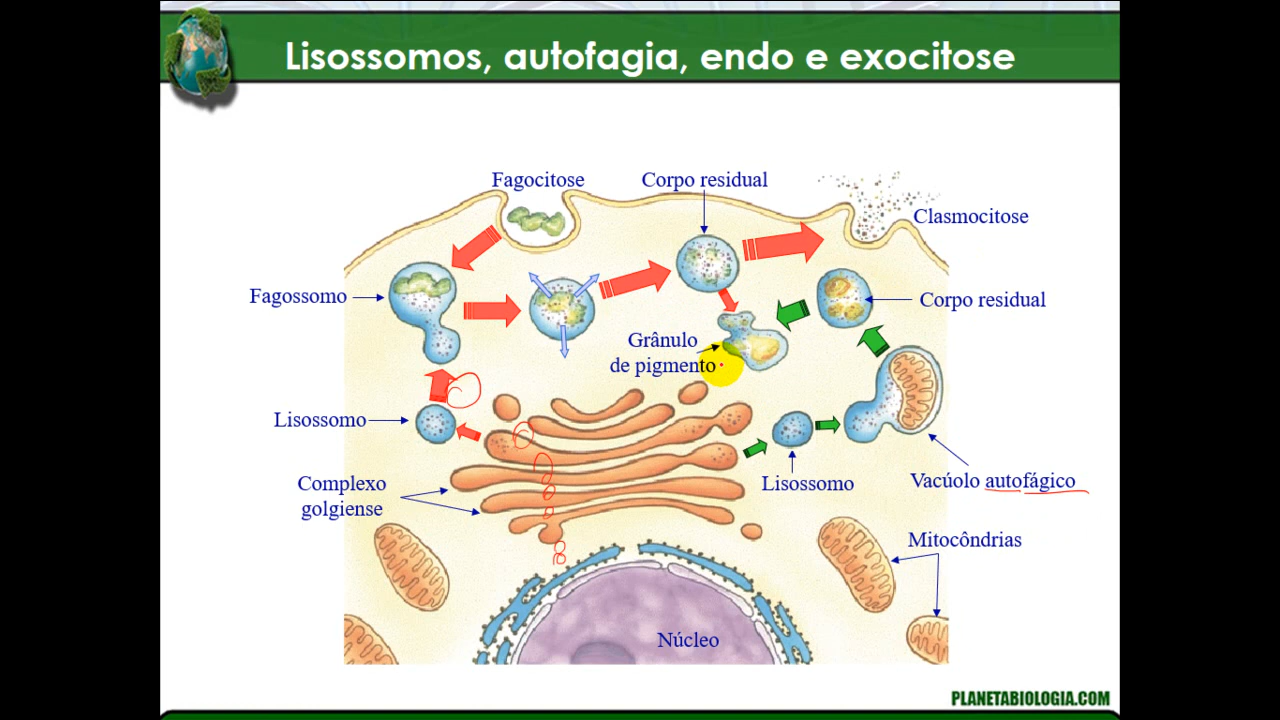 Lisossomos, autofagia, endo e exocitose
Fagocitose
Corpo residual
Clasmocitose
Fagossomo
Corpo residual
Grânulo
de pigmento
Lisossomo
Complexo
golgiense
Lisossomo
Vacúolo autofágico
Mitocôndrias
Núcleo
PLANETABIOLOGIA.COM